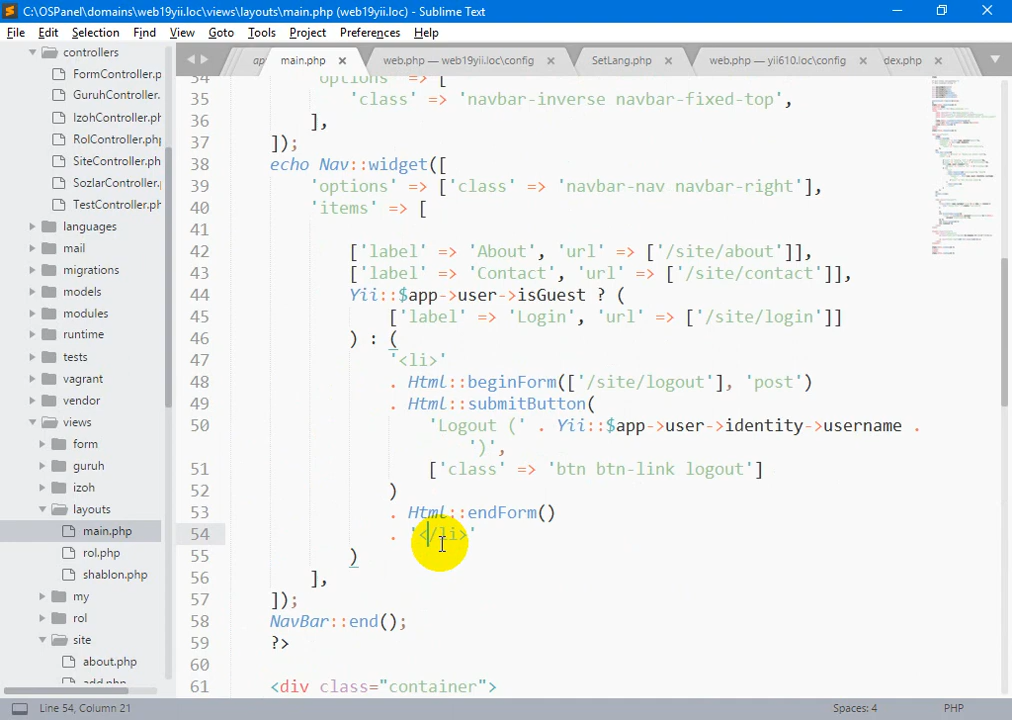 C:\OSPanel\domains\web19yii.loc\views\layouts\main.php (web19yii.loc) - Sublime Text
File Edit Selection Find View Goto Tools Project Preferences Help
ap main.php web.php — web19yii.loc\config SetLang.php web.php — yii610.loc\config dex.php
controllers
FormController.p
GuruhController.
IzohController.ph
RolController.php
SiteController.ph
SozlarController.
TestController.ph
languages
mail
migrations
models
modules
runtime
tests
vagrant
vendor
views
form
guruh
izoh
layouts
main.php
rol.php
shablon.php
my
rol
site
about.php
add.php
34 'options' => [
35 'class' => 'navbar-inverse navbar-fixed-top',
36 ],
37 ]);
38 echo Nav::widget([
39 'options' => ['class' => 'navbar-nav navbar-right'],
40 'items' => [
41
42 ['label' => 'About', 'url' => ['/site/about']],
43 ['label' => 'Contact', 'url' => ['/site/contact']],
44 Yii::$app->user->isGuest ? (
45 ['label' => 'Login', 'url' => ['/site/login']]
46 ) : (
47 '<li>'
48 . Html::beginForm(['/site/logout'], 'post')
49 . Html::submitButton(
50 'Logout (' . Yii::$app->user->identity->username .
')',
51 ['class' => 'btn btn-link logout']
52 )
53 . Html::endForm()
54 . '</li>'
55 )
56 ],
57 ]);
58 NavBar::end();
59 ?>
60
61 <div class="container">
Line 54, Column 21 Spaces: 4 PHP